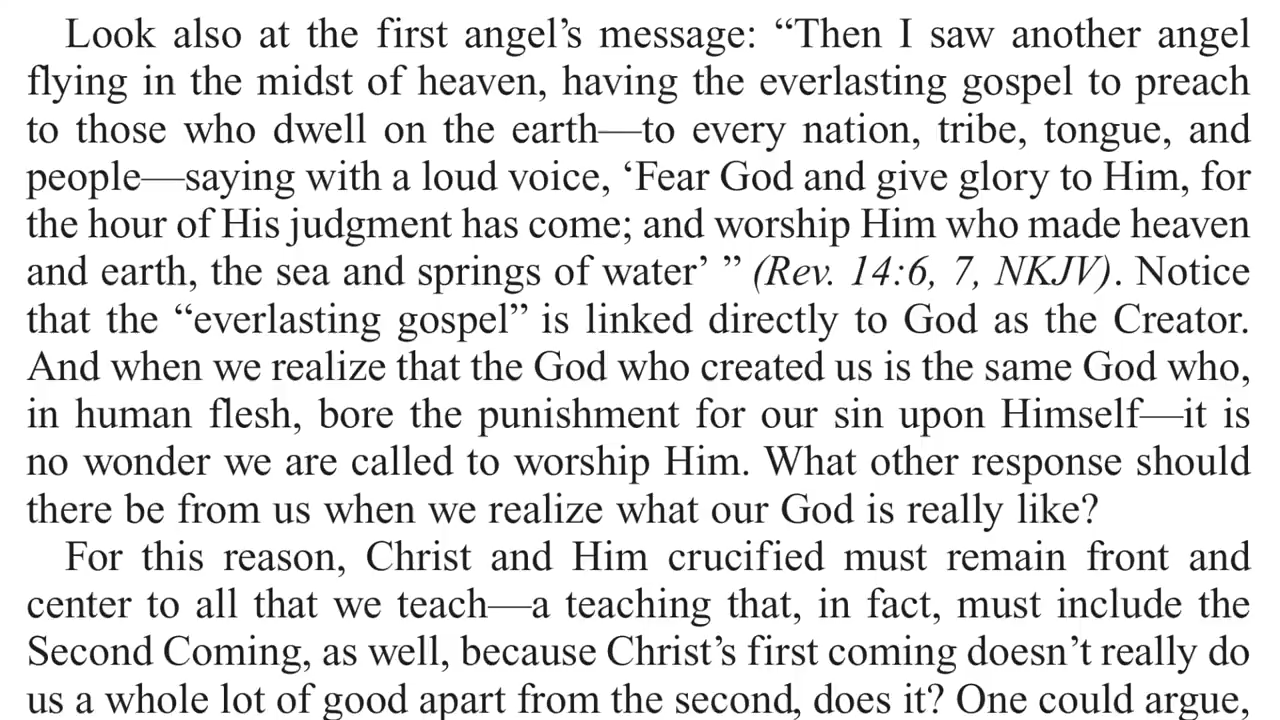 Look also at the first angel’s message: “Then I saw another angel
flying in the midst of heaven, having the everlasting gospel to preach
to those who dwell on the earth—to every nation, tribe, tongue, and
people—saying with a loud voice, ‘Fear God and give glory to Him, for
the hour of His judgment has come; and worship Him who made heaven
and earth, the sea and springs of water’ ” (Rev. 14:6, 7, NKJV). Notice
that the “everlasting gospel” is linked directly to God as the Creator.
And when we realize that the God who created us is the same God who,
in human flesh, bore the punishment for our sin upon Himself—it is
no wonder we are called to worship Him. What other response should
there be from us when we realize what our God is really like?
For this reason, Christ and Him crucified must remain front and
center to all that we teach—a teaching that, in fact, must include the
Second Coming, as well, because Christ’s first coming doesn’t really do
us a whole lot of good apart from the second, does it? One could argue,